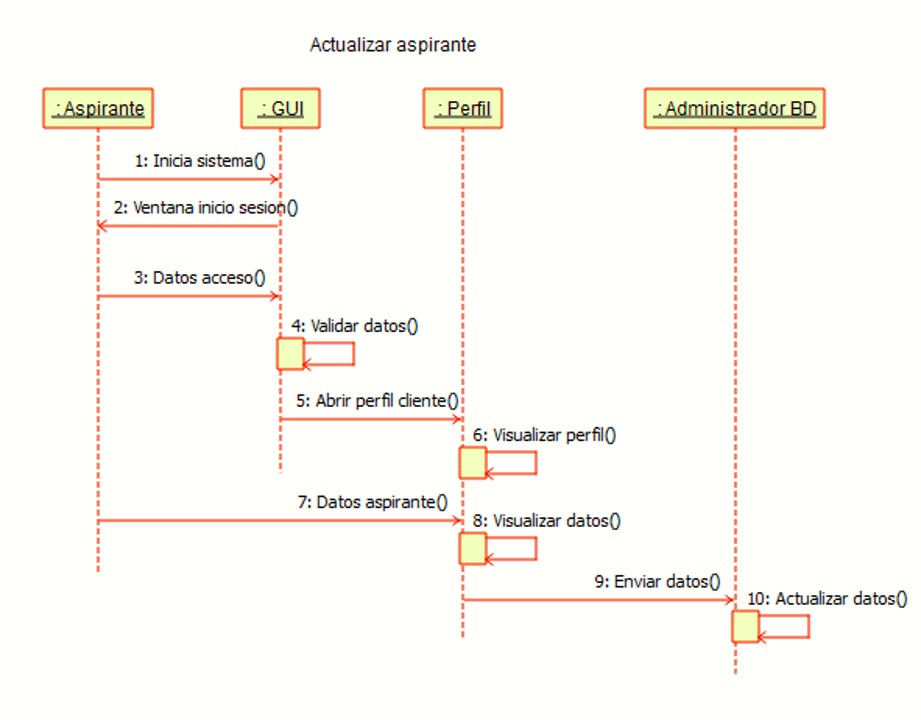 Actualizar aspirante
: Aspirante
: GUI
: Perfil
: Administrador BD
1: Inicia sistema()
2: Ventana inicio sesion()
3: Datos acceso()
4: Validar datos()
5: Abrir perfil cliente()
6: Visualizar perfil()
7: Datos aspirante()
8: Visualizar datos()
9: Enviar datos()
10: Actualizar datos()